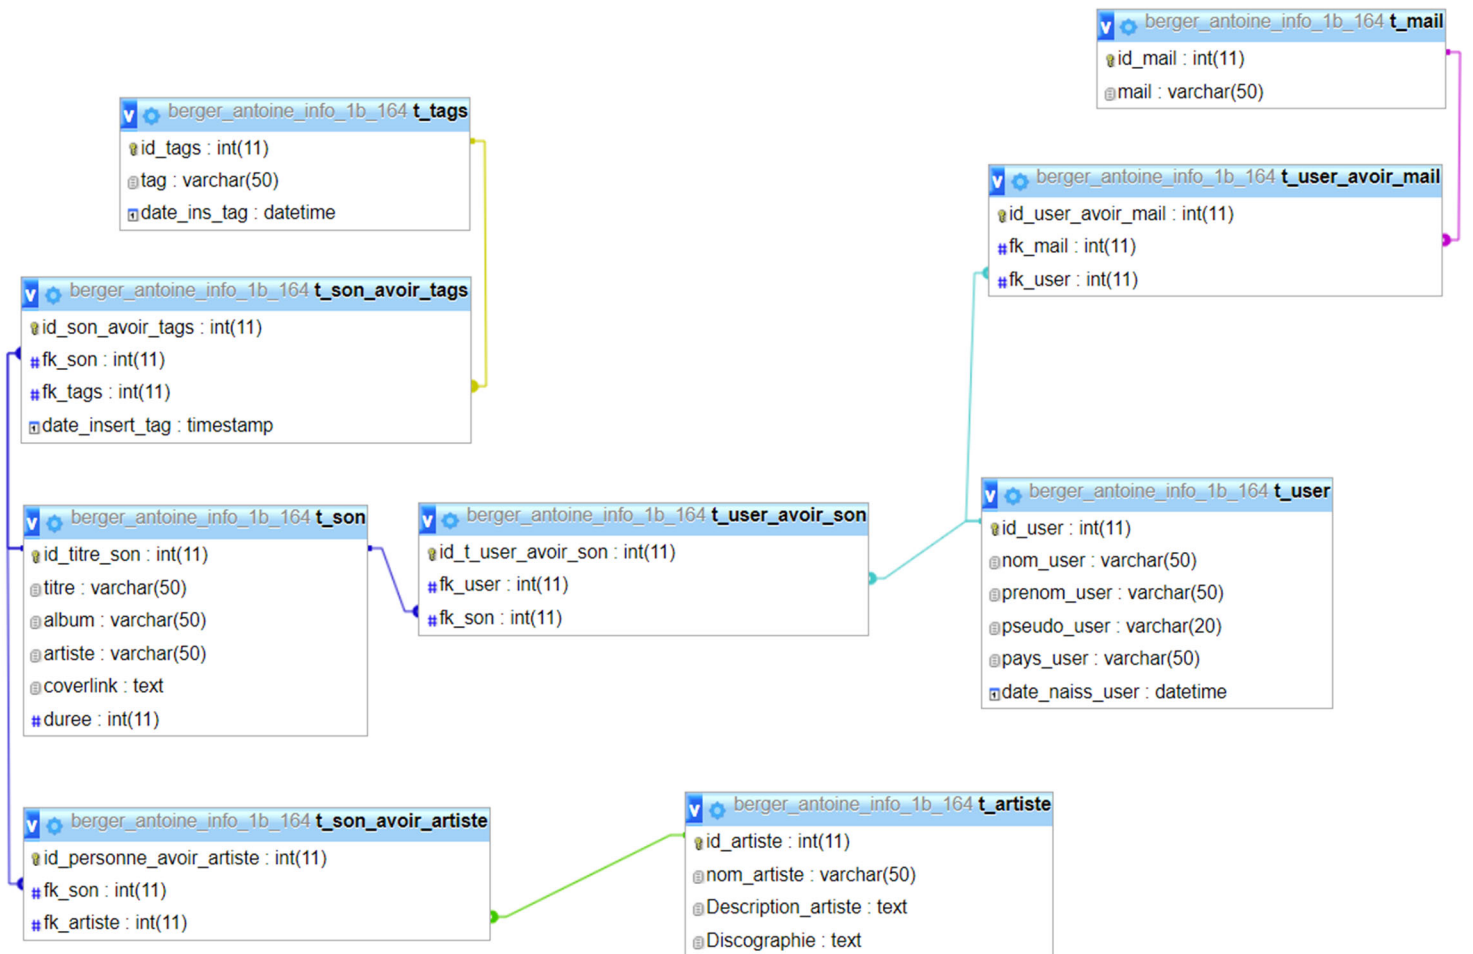 berger_antoine_info_1b_164 t_mail
id_mail : int(11)
mail : varchar(50)
berger_antoine_info_1b_164 t_tags
id_tags : int(11)
tag : varchar(50)
date_ins_tag : datetime
berger_antoine_info_1b_164 t_user_avoir_mail
id_user_avoir_mail : int(11)
fk_mail : int(11)
fk_user : int(11)
berger_antoine_info_1b_164 t_son_avoir_tags
id_son_avoir_tags : int(11)
fk_son : int(11)
fk_tags : int(11)
date_insert_tag : timestamp
berger_antoine_info_1b_164 t_son
id_titre_son : int(11)
titre : varchar(50)
album : varchar(50)
artiste : varchar(50)
coverlink : text
duree : int(11)
berger_antoine_info_1b_164 t_user_avoir_son
id_t_user_avoir_son : int(11)
fk_user : int(11)
fk_son : int(11)
berger_antoine_info_1b_164 t_user
id_user : int(11)
nom_user : varchar(50)
prenom_user : varchar(50)
pseudo_user : varchar(20)
pays_user : varchar(50)
date_naiss_user : datetime
berger_antoine_info_1b_164 t_son_avoir_artiste
id_personne_avoir_artiste : int(11)
fk_son : int(11)
fk_artiste : int(11)
berger_antoine_info_1b_164 t_artiste
id_artiste : int(11)
nom_artiste : varchar(50)
Description_artiste : text
Discographie : text